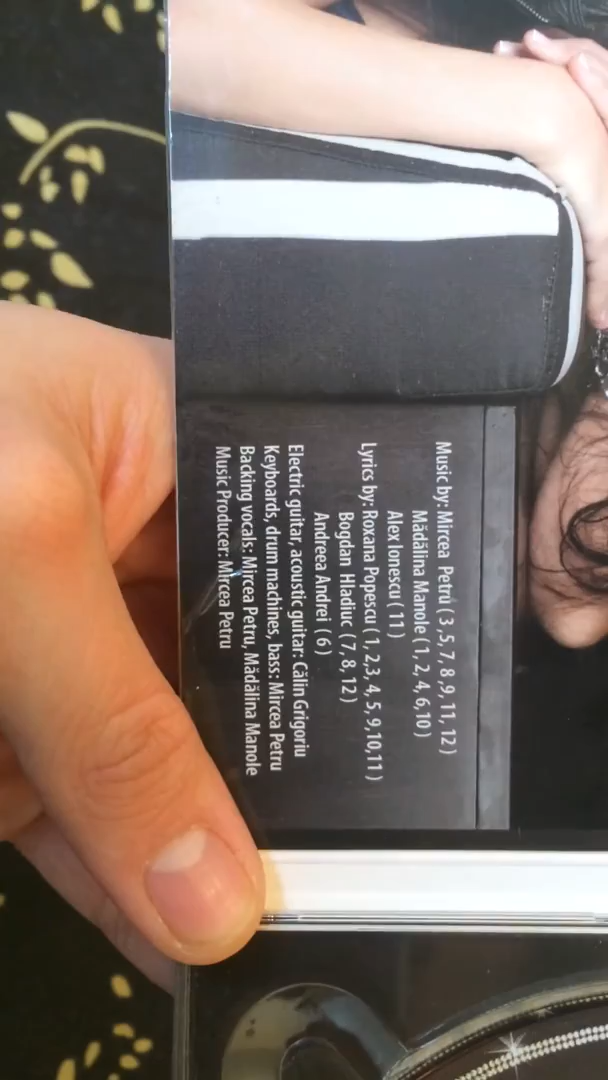 Music by: Mircea Petru ( 3 ,5, 7, 8 ,9, 11, 12 )
Mădălina Manole (1, 2, 4, 6,10 )
Alex Ionescu ( 11 )
Lyrics by: Roxana Popescu ( 1, 2,3, 4, 5, 9,10,11 )
Bogdan Hladiuc ( 7, 8, 12 )
Andreea Andrei ( 6 )
Electric guitar, acoustic guitar: Călin Grigoriu
Keyboards, drum machines, bass: Mircea Petru
Backing vocals: Mircea Petru, Mădălina Manole
Music Producer: Mircea Petru